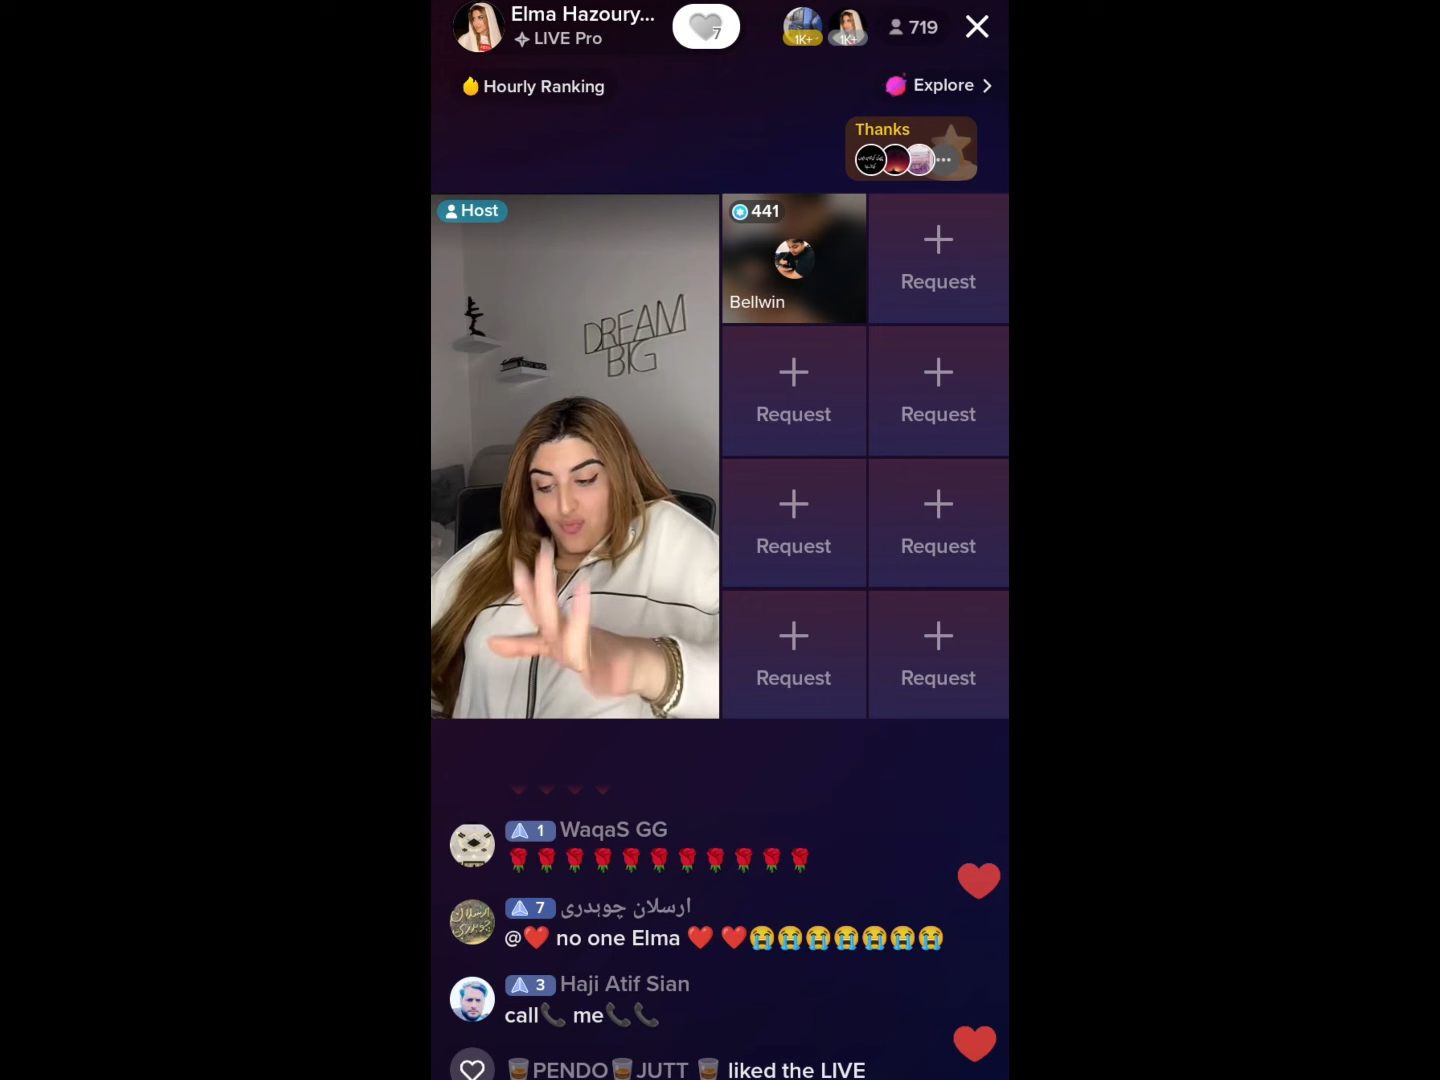 Elma Hazoury...
LIVE Pro
7
1K+
1K+
719
Hourly Ranking
Explore
Thanks
Host
441
Bellwin
Request
DREAM
BIG
Request
Request
Request
Request
Request
Request
1 WaqaS GG
🌹🌹🌹🌹🌹🌹🌹🌹🌹🌹🌹
7 ارسلان چوہدری
@❤️ no one Elma ❤️ ❤️😭😭😭😭😭😭😭
3 Haji Atif Sian
call📞 me📞📞
🥃PENDO🥃JUTT 🥃 liked the LIVE